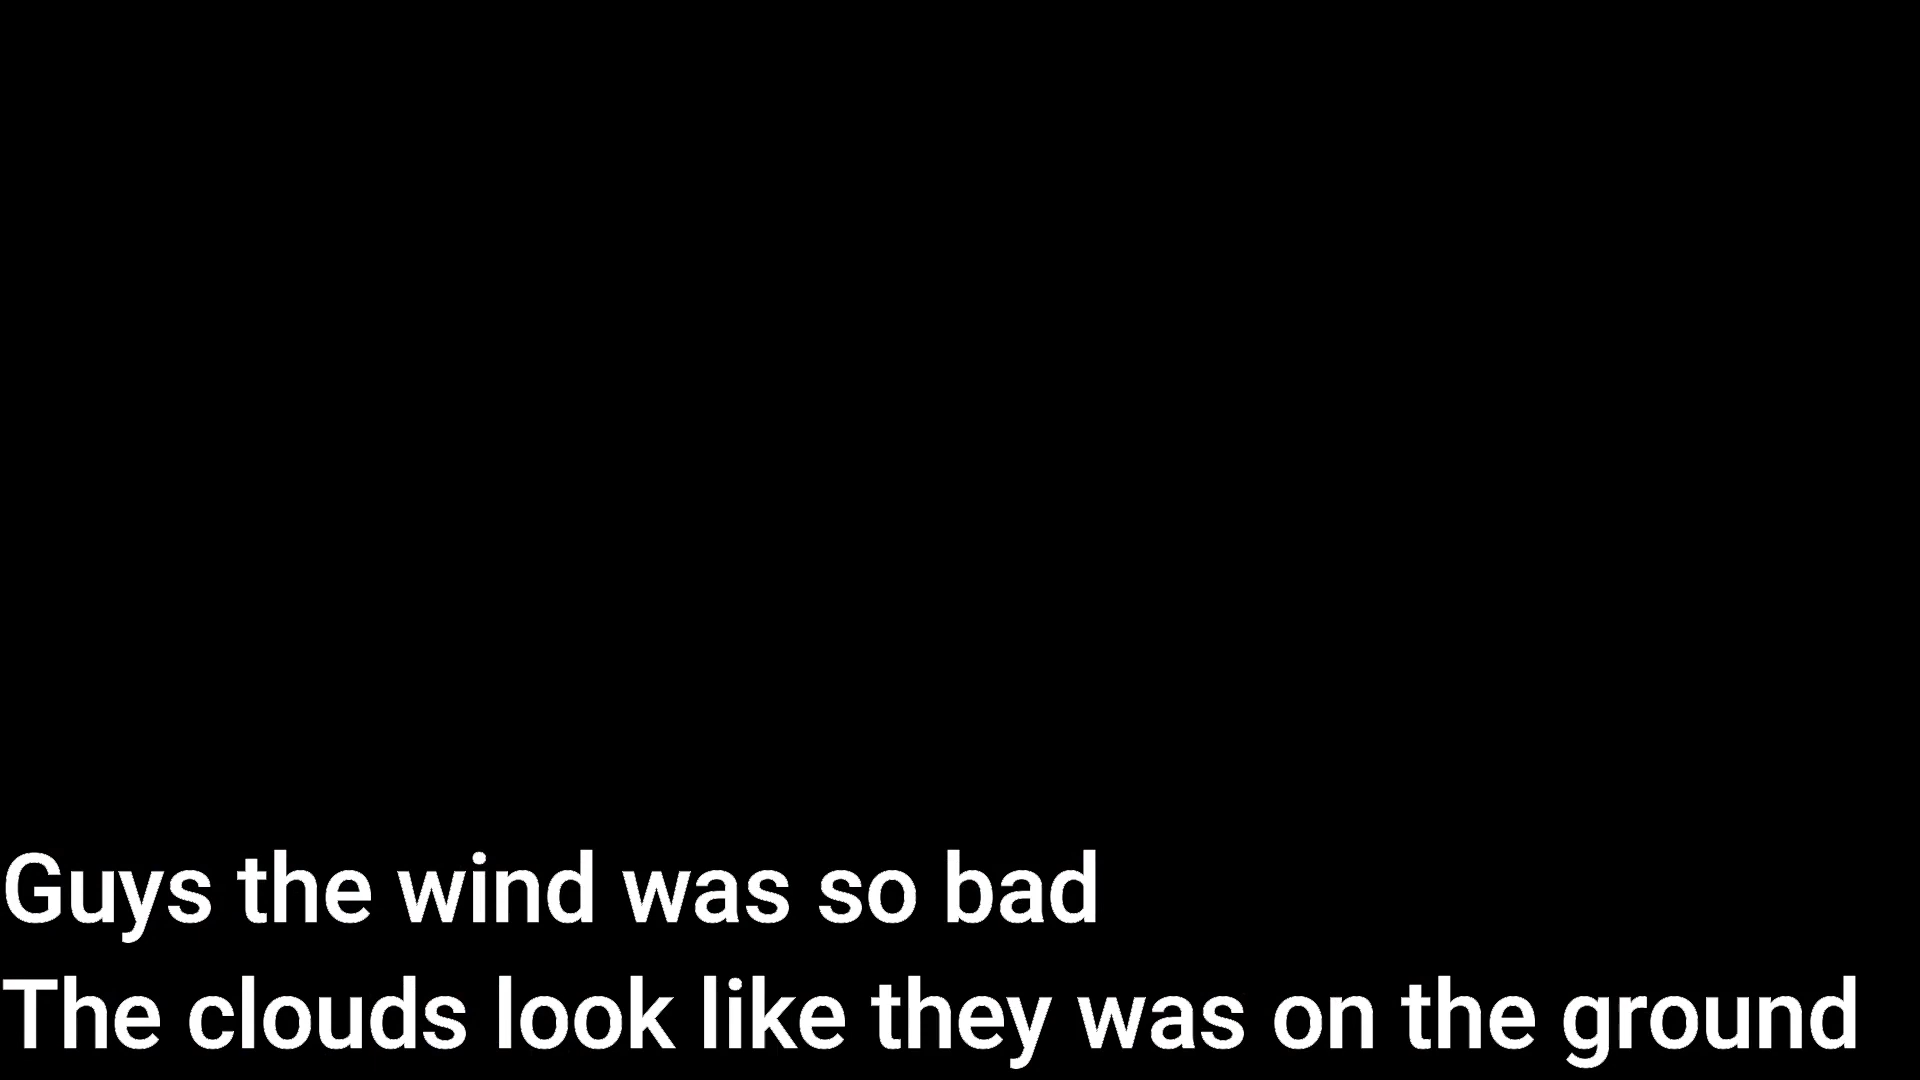 Guys the wind was so bad
The clouds look like they was on the ground